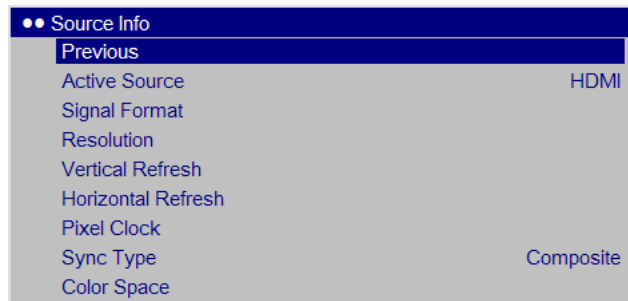 ●● Source Info
Previous
Active Source HDMI
Signal Format
Resolution
Vertical Refresh
Horizontal Refresh
Pixel Clock
Sync Type Composite
Color Space